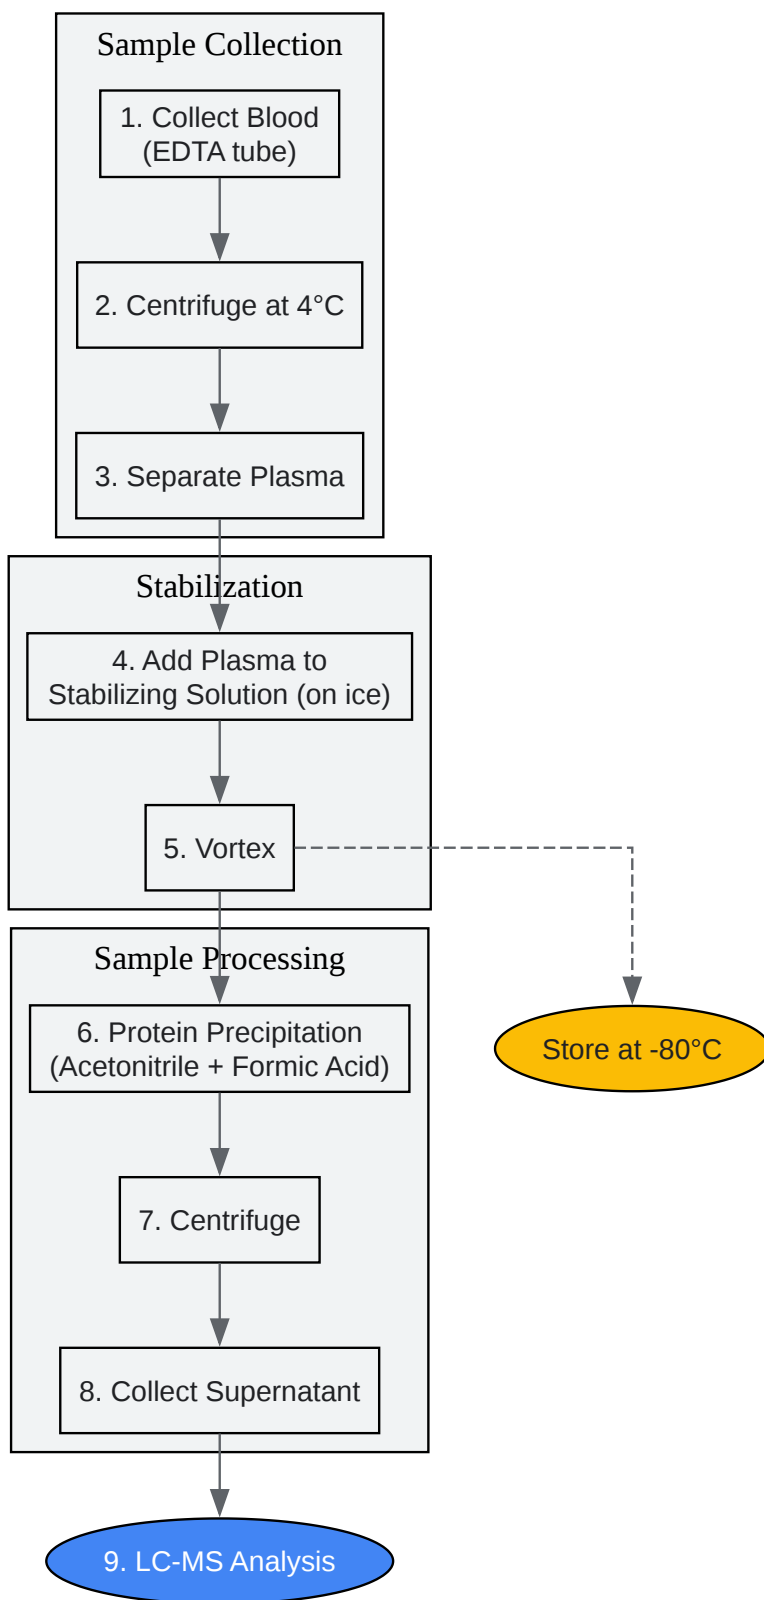 Sample Collection
1. Collect Blood
(EDTA tube)
2. Centrifuge at 4°C
3. Separate Plasma
Stabilization
4. Add Plasma to
Stabilizing Solution (on ice)
5. Vortex
Sample Processing
6. Protein Precipitation
(Acetonitrile + Formic Acid)
Store at -80°C
7. Centrifuge
8. Collect Supernatant
9. LC-MS Analysis